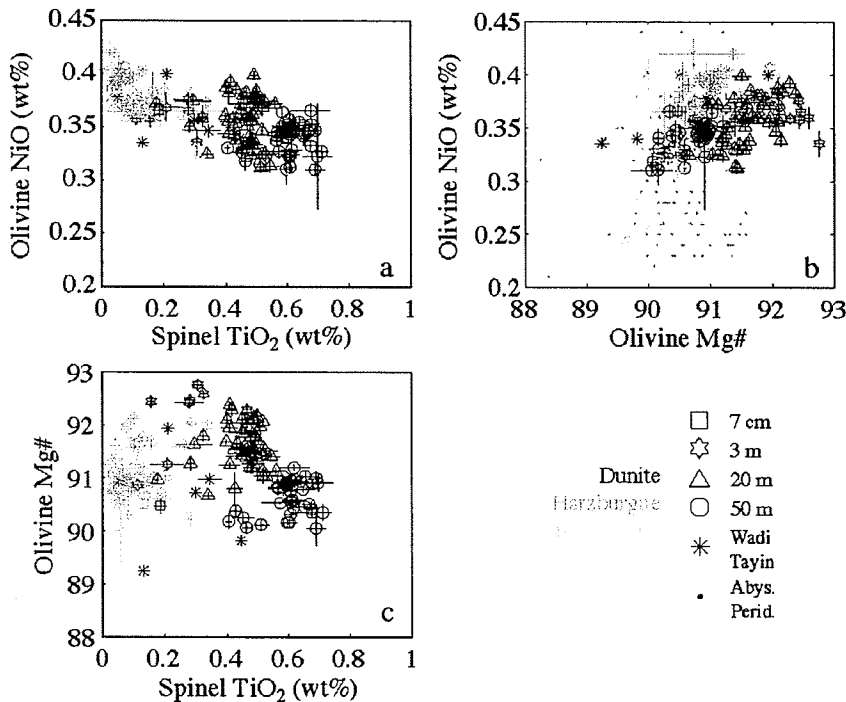 0.45
0.4
0.35
0.3
0.25
0.2
Olivine NiO (wt%)
0
0.2
0.4
0.6
0.8
1
Spinel TiO2 (wt%)
a
0.45
0.4
0.35
0.3
0.25
0.2
Olivine NiO (wt%)
88
89
90
91
92
93
Olivine Mg#
b
93
92
91
90
89
88
Olivine Mg#
0
0.2
0.4
0.6
0.8
1
Spinel TiO2 (wt%)
c
Dunite
Harzburgite
7 cm
3 m
20 m
50 m
Wadi
Tayin
Abys.
Perid.